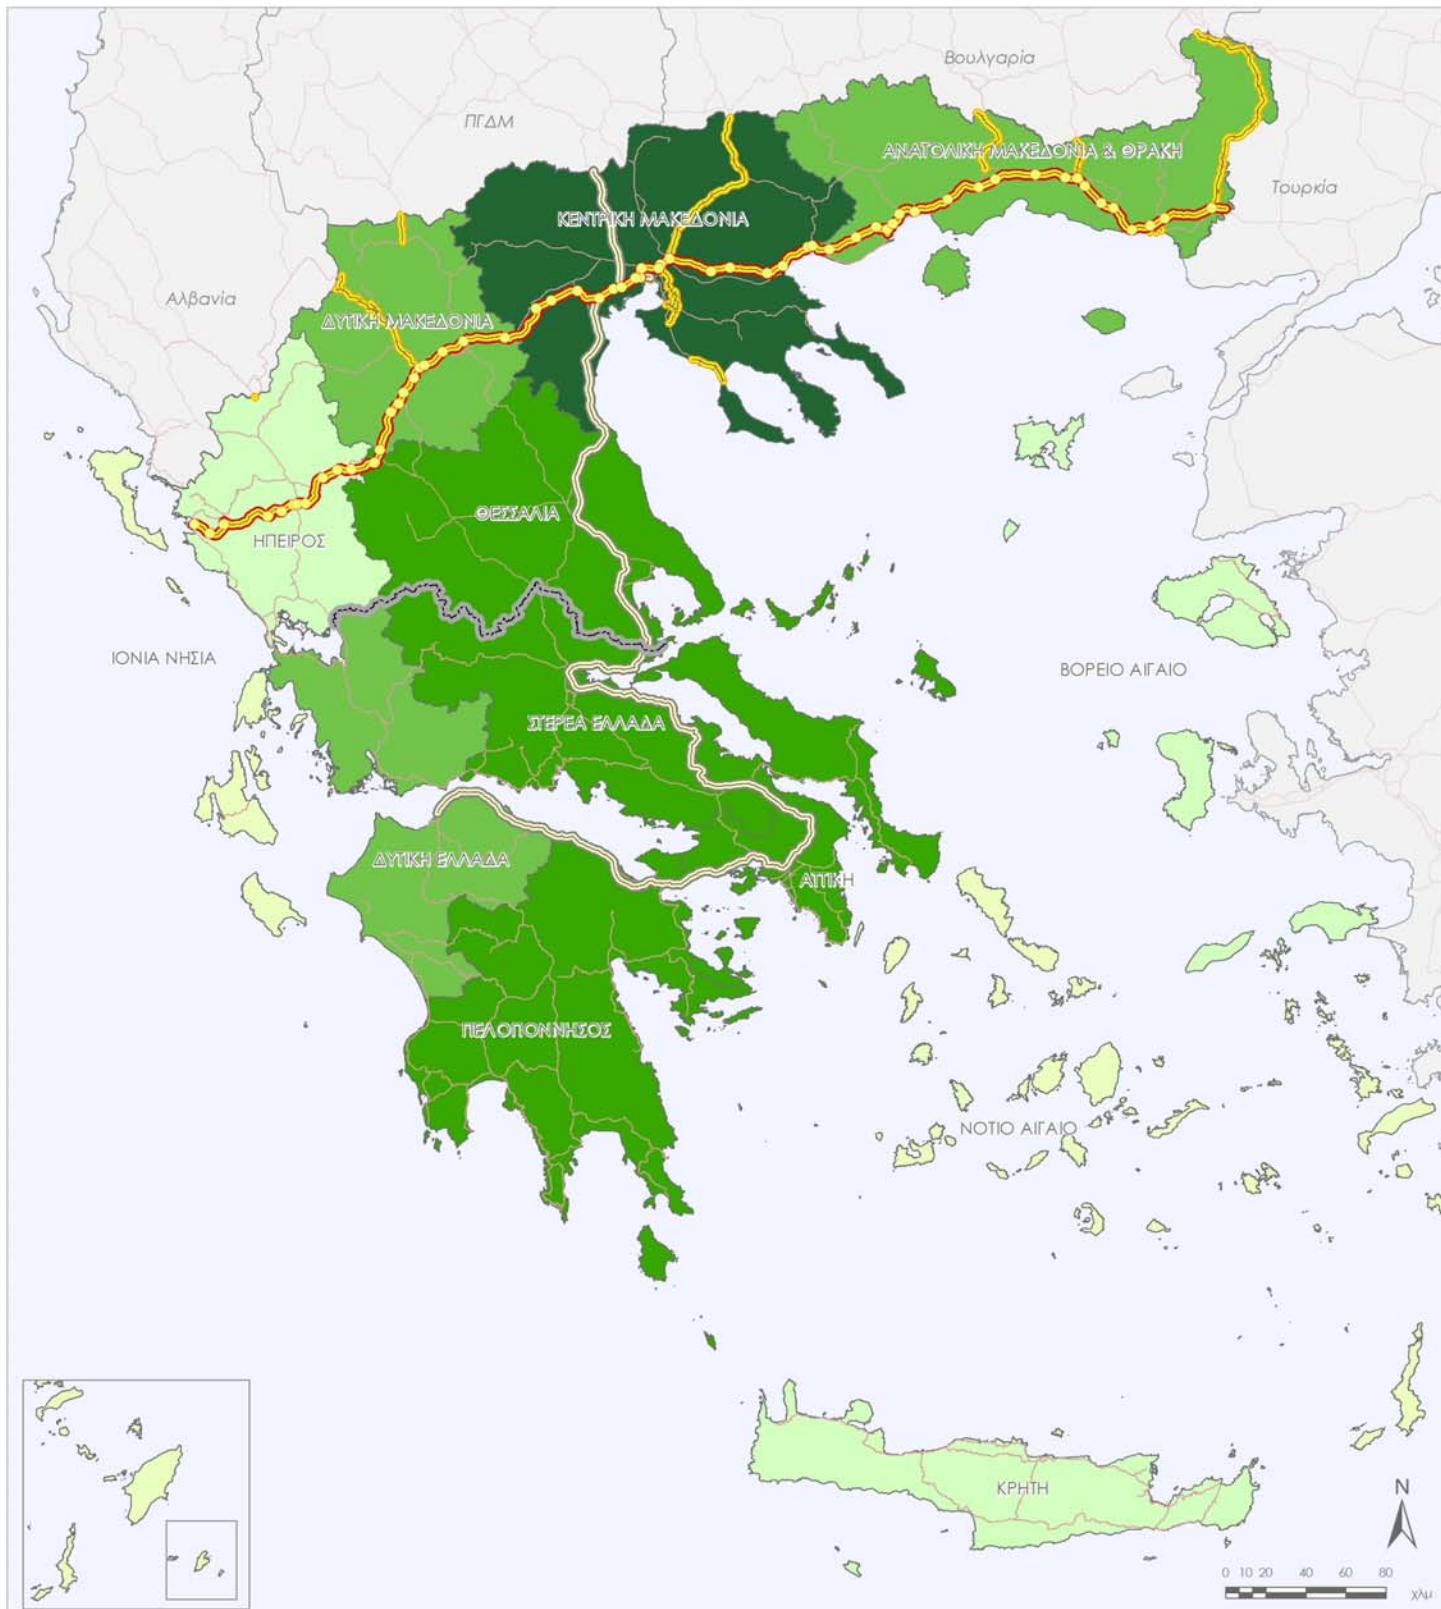 Βουλγαρία
ΠΓΔΜ
ΑΝΑΤΟΛΙΚΗ ΜΑΚΕΔΟΝΙΑ & ΘΡΑΚΗ
Τουρκία
ΚΕΝΤΡΙΚΗ ΜΑΚΕΔΟΝΙΑ
Αλβανία
ΔΥΤΙΚΗ ΜΑΚΕΔΟΝΙΑ
ΘΕΣΣΑΛΙΑ
ΗΠΕΙΡΟΣ
ΙΟΝΙΑ ΝΗΣΙΑ
ΒΟΡΕΙΟ ΑΙΓΑΙΟ
ΣΤΕΡΕΑ ΕΛΛΑΔΑ
ΔΥΤΙΚΗ ΕΛΛΑΔΑ
ΑΤΤΙΚΗ
ΠΕΛΟΠΟΝΝΗΣΟΣ
ΝΟΤΙΟ ΑΙΓΑΙΟ
ΚΡΗΤΗ
N
0 10 20 40 60 80
χλμ